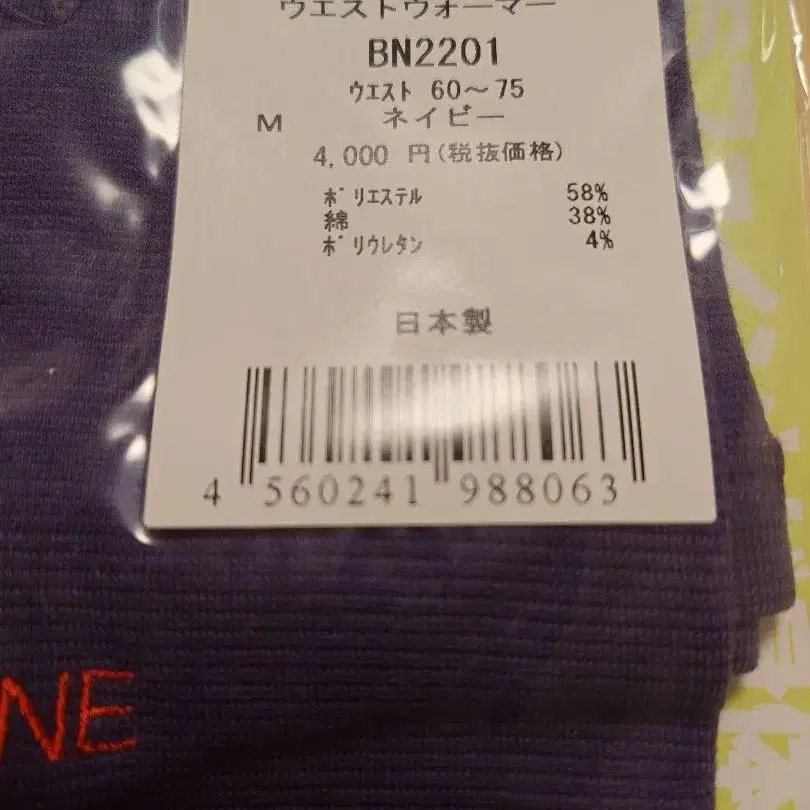 ウエストウォーマー
BN2201
ウエスト 60～75
M ネイビー
4,000 円(税抜価格)
ポリエステル 58%
綿 38%
ポリウレタン 4%
日本製
4 560241 988063
NE